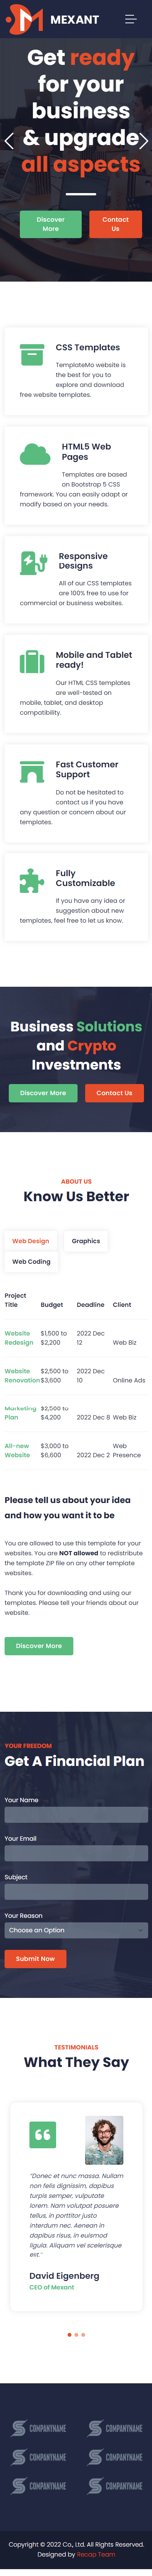 MEXANT
Get ready
for your
business
& upgrade
all aspects
Discover
More
Contact
Us
CSS Templates
TemplateMo website is
the best for you to
explore and download
free website templates.
HTML5 Web
Pages
Templates are based
on Bootstrap 5 CSS
framework. You can easily adapt or
modify based on your needs.
Responsive
Designs
All of our CSS templates
are 100% free to use for
commercial or business websites.
Mobile and Tablet
ready!
Our HTML CSS templates
are well-tested on
mobile, tablet, and desktop
compatibility.
Fast Customer
Support
Do not be hesitated to
contact us if you have
any question or concern about our
templates.
Fully
Customizable
If you have any idea or
suggestion about new
templates, feel free to let us know.
Business Solutions
and Crypto
Investments
Discover More
Contact Us
ABOUT US
Know Us Better
Web Design
Graphics
Web Coding
Project
Title Budget Deadline Client
Website $1,500 to 2022 Dec
Redesign $2,200 12 Web Biz
Website $2,500 to 2022 Dec
Renovation $3,600 10 Online Ads
Marketing $2,500 to
Plan $4,200 2022 Dec 8 Web Biz
All-new $3,000 to Web
Website $6,600 2022 Dec 2 Presence
Please tell us about your idea
and how you want it to be
You are allowed to use this template for your
websites. You are NOT allowed to redistribute
the template ZIP file on any other template
websites.
Thank you for downloading and using our
templates. Please tell your friends about our
website.
Discover More
YOUR FREEDOM
Get A Financial Plan
Your Name
Your Email
Subject
Your Reason
Choose an Option
Submit Now
TESTIMONIALS
What They Say
“Donec et nunc massa. Nullam
non felis dignissim, dapibus
turpis semper, vulputate
lorem. Nam volutpat posuere
tellus, in porttitor justo
interdum nec. Aenean in
dapibus risus, in euismod
ligula. Aliquam vel scelerisque
est.”
David Eigenberg
CEO of Mexant
COMPANYNAME COMPANYNAME
COMPANYNAME COMPANYNAME
COMPANYNAME COMPANYNAME
Copyright © 2022 Co., Ltd. All Rights Reserved.
Designed by Recap Team